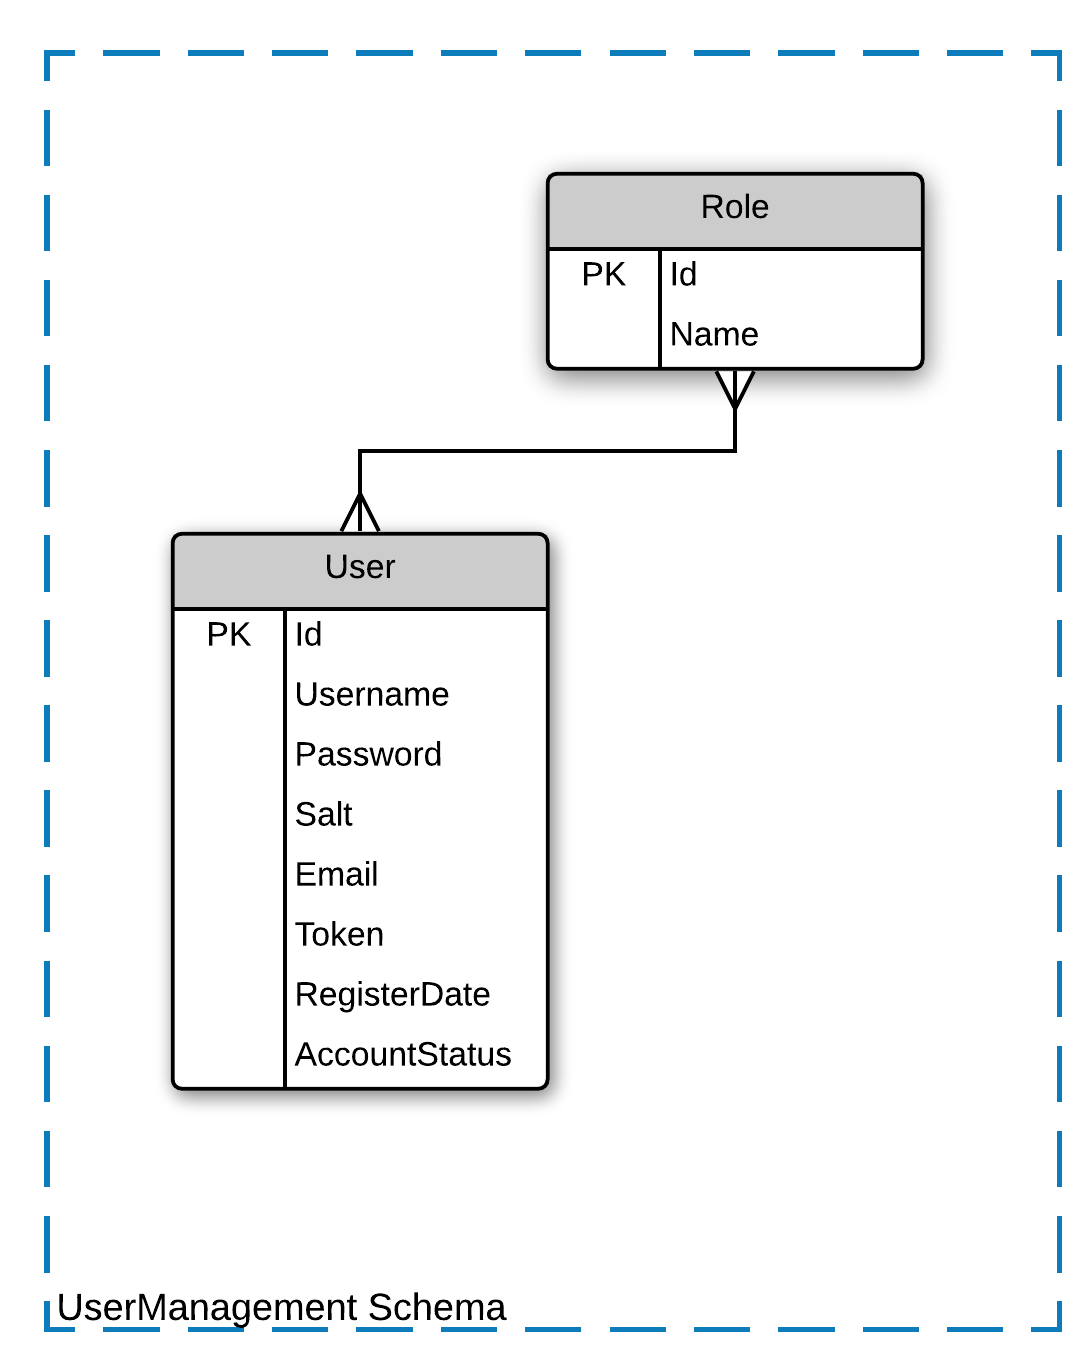 Role
PK Id
Name
User
PK Id
Username
Password
Salt
Email
Token
RegisterDate
AccountStatus
UserManagement Schema